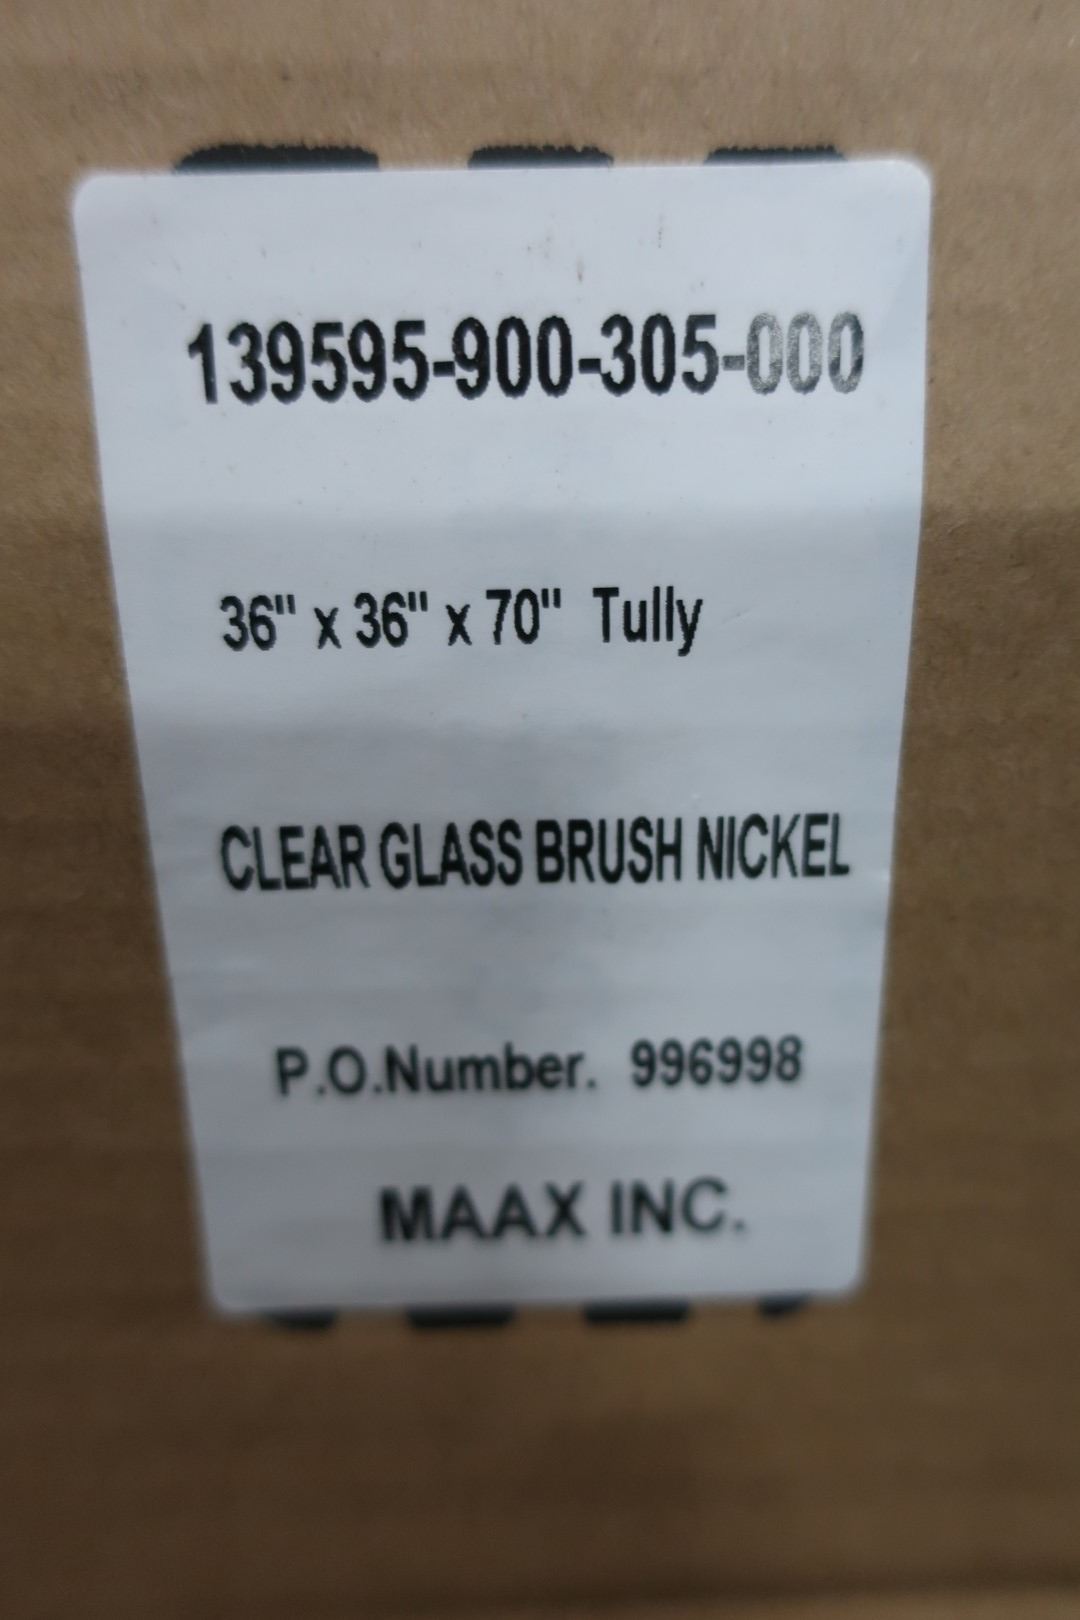 139595-900-305-000
36" x 36" x 70" Tully
CLEAR GLASS BRUSH NICKEL
P.O.Number. 996998
MAAX INC.